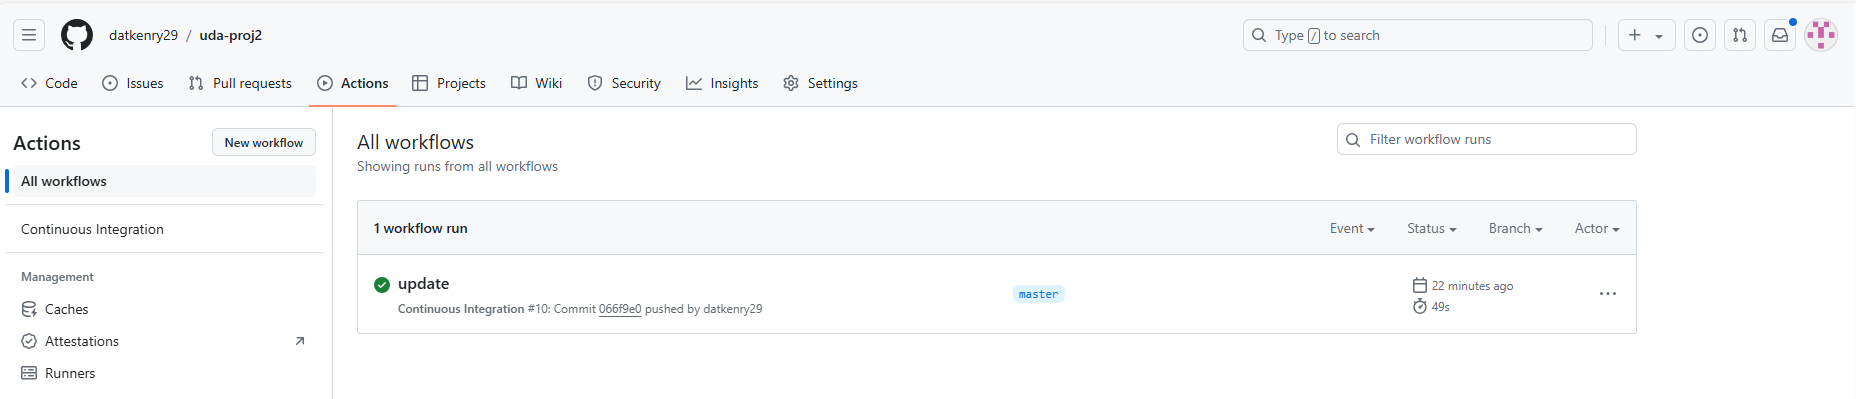 datkenry29 / uda-proj2
Type / to search
Code
Issues
Pull requests
Actions
Projects
Wiki
Security
Insights
Settings
Actions
New workflow
All workflows
Continuous Integration
Management
Caches
Attestations
Runners
All workflows
Showing runs from all workflows
Filter workflow runs
1 workflow run
Event
Status
Branch
Actor
update
Continuous Integration #10: Commit 066f9e0 pushed by datkenry29
master
22 minutes ago
49s